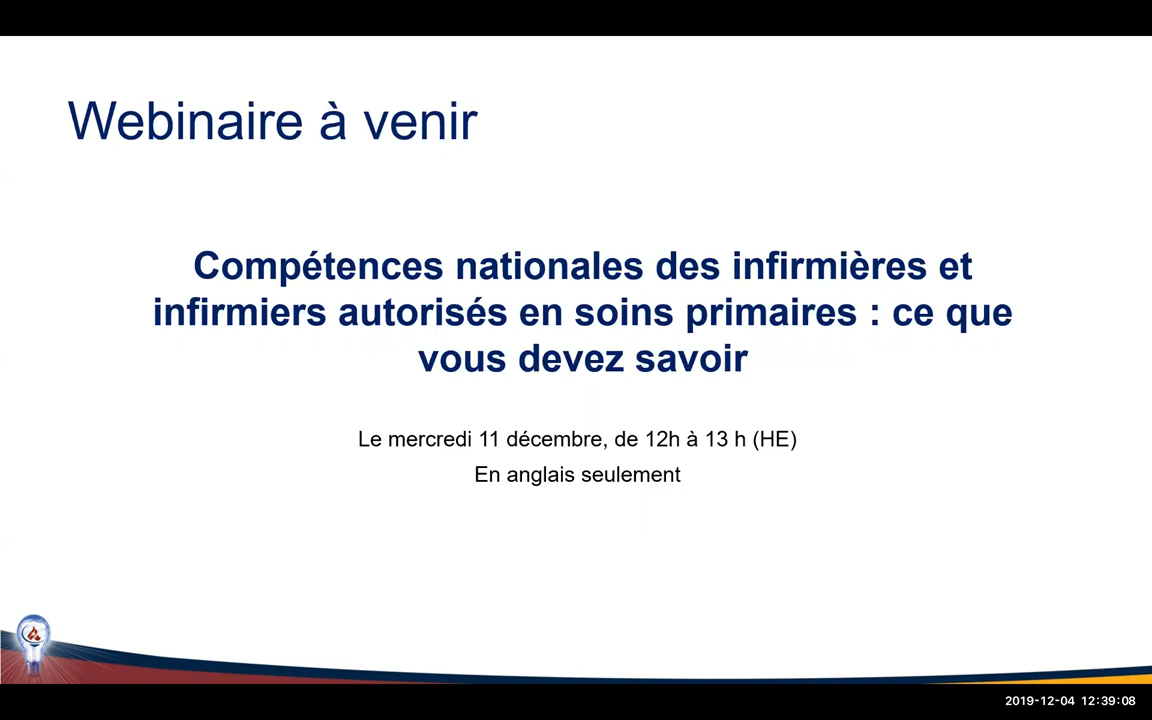 Webinaire à venir
Compétences nationales des infirmières et
infirmiers autorisés en soins primaires : ce que
vous devez savoir
Le mercredi 11 décembre, de 12h à 13 h (HE)
En anglais seulement
2019-12-04 12:39:08